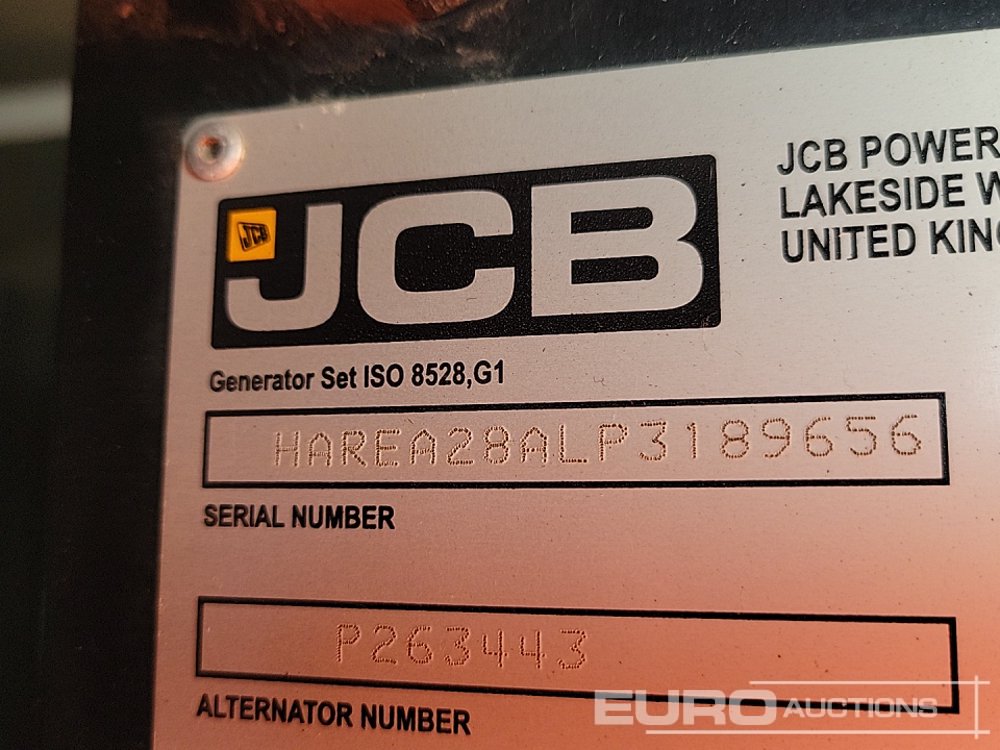 JCB
JCB
JCB POWER
LAKESIDE W
UNITED KING
Generator Set ISO 8528,G1
HAREA28ALP3189656
SERIAL NUMBER
P263443
ALTERNATOR NUMBER
EURO AUCTIONS